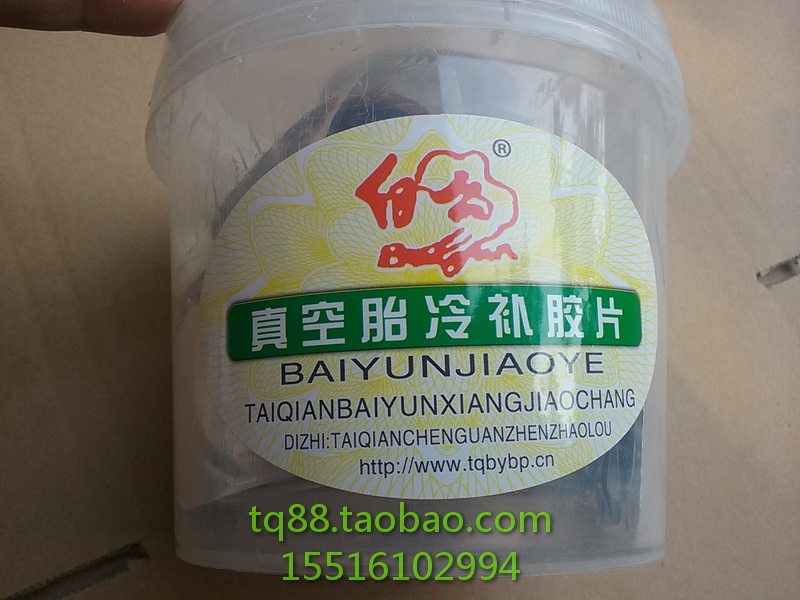 ®
真空胎冷补胶片
BAIYUNJIAOYE
TAIQIANBAIYUNXIANGJIAOCHANG
DIZHI:TAIQIANCHENGUANZHENZHAOLOU
http://www.tqbybp.cn
tq88.taobao.com
15516102994